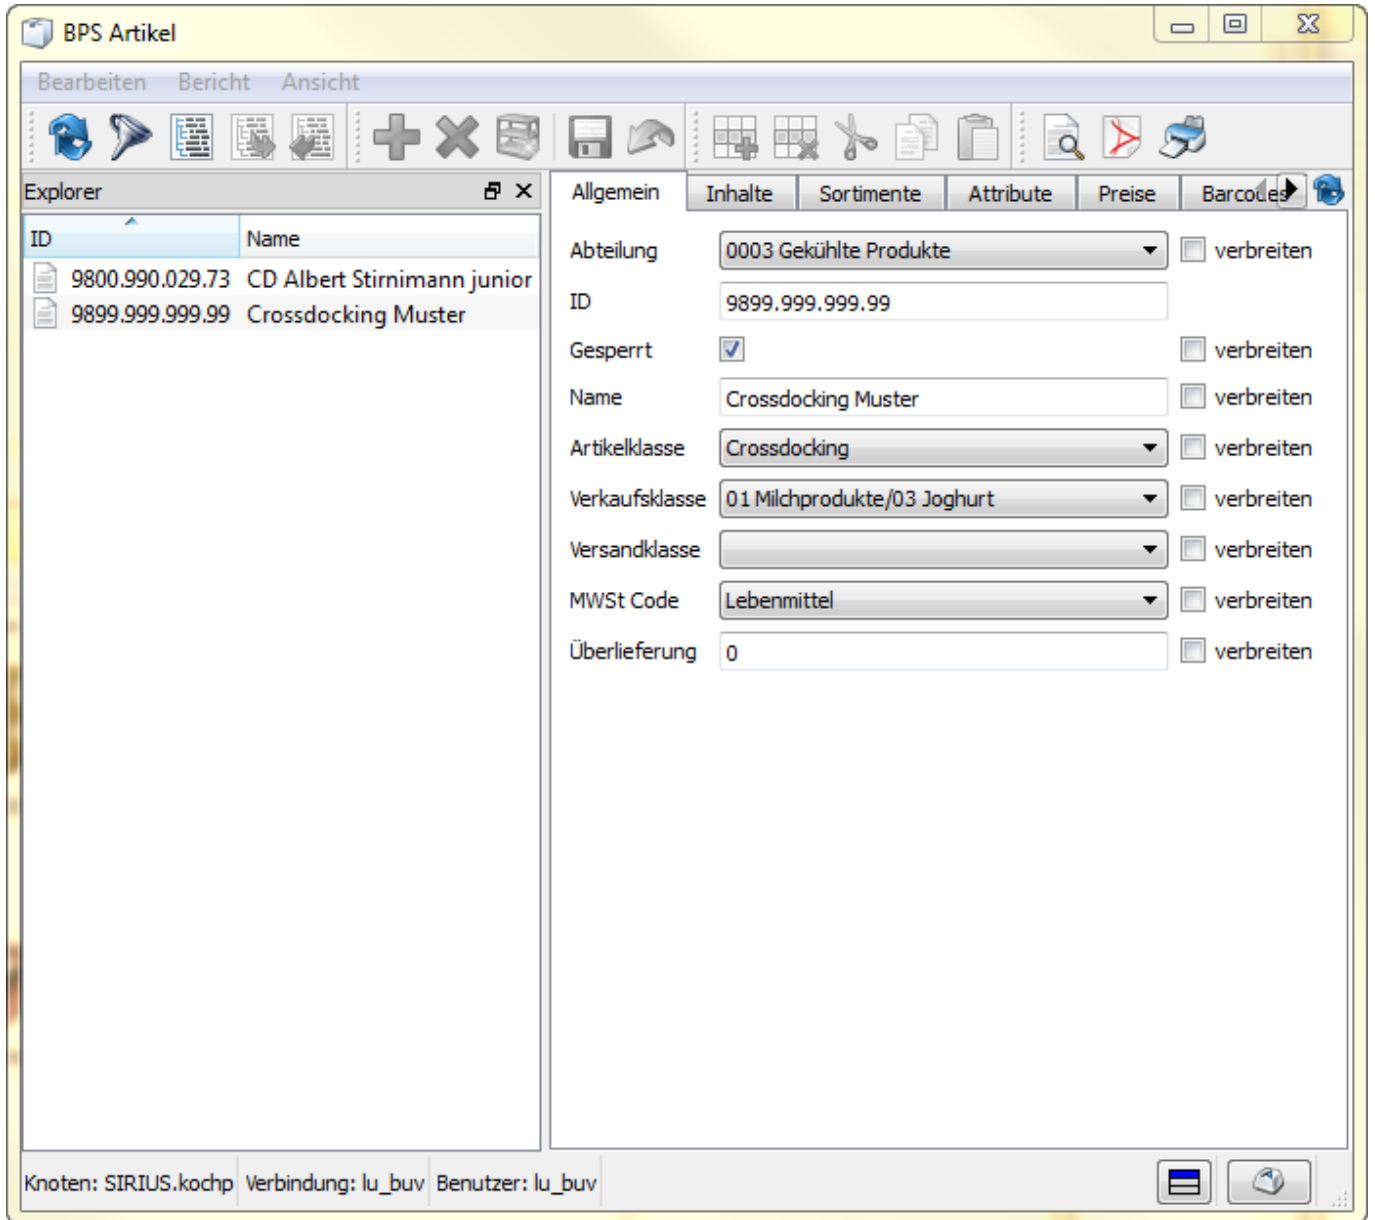 BPS Artikel
Bearbeiten Bericht Ansicht
Explorer
ID Name
9800.990.029.73 CD Albert Stirnimann junior
9899.999.999.99 Crossdocking Muster
Allgemein Inhalte Sortimente Attribute Preise Barcodes
Abteilung 0003 Gekühlte Produkte verbreiten
ID 9899.999.999.99
Gesperrt verbreiten
Name Crossdocking Muster verbreiten
Artikelklasse Crossdocking verbreiten
Verkaufsklasse 01 Milchprodukte/03 Joghurt verbreiten
Versandklasse verbreiten
MWSt Code Lebenmittel verbreiten
Überlieferung 0 verbreiten
Knoten: SIRIUS.kochp Verbindung: lu_buv Benutzer: lu_buv